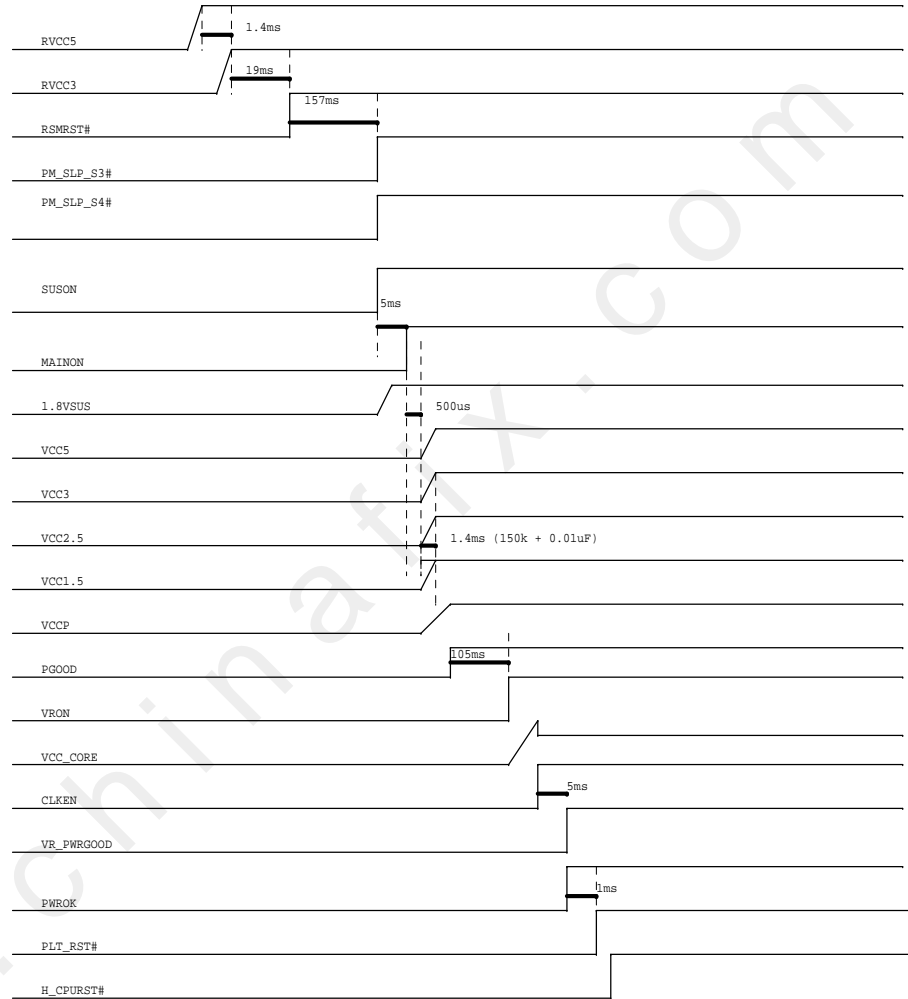 1.4ms
RVCC5
19ms
RVCC3
157ms
RSMRST#
PM_SLP_S3#
PM_SLP_S4#
SUSON
5ms
MAINON
1.8VSUS
500us
VCC5
VCC3
VCC2.5
1.4ms (150k + 0.01uF)
VCC1.5
VCCP
105ms
PGOOD
VRON
VCC_CORE
5ms
CLKEN
VR_PWRGOOD
1ms
PWROK
PLT_RST#
H_CPURST#
.chinafix.com